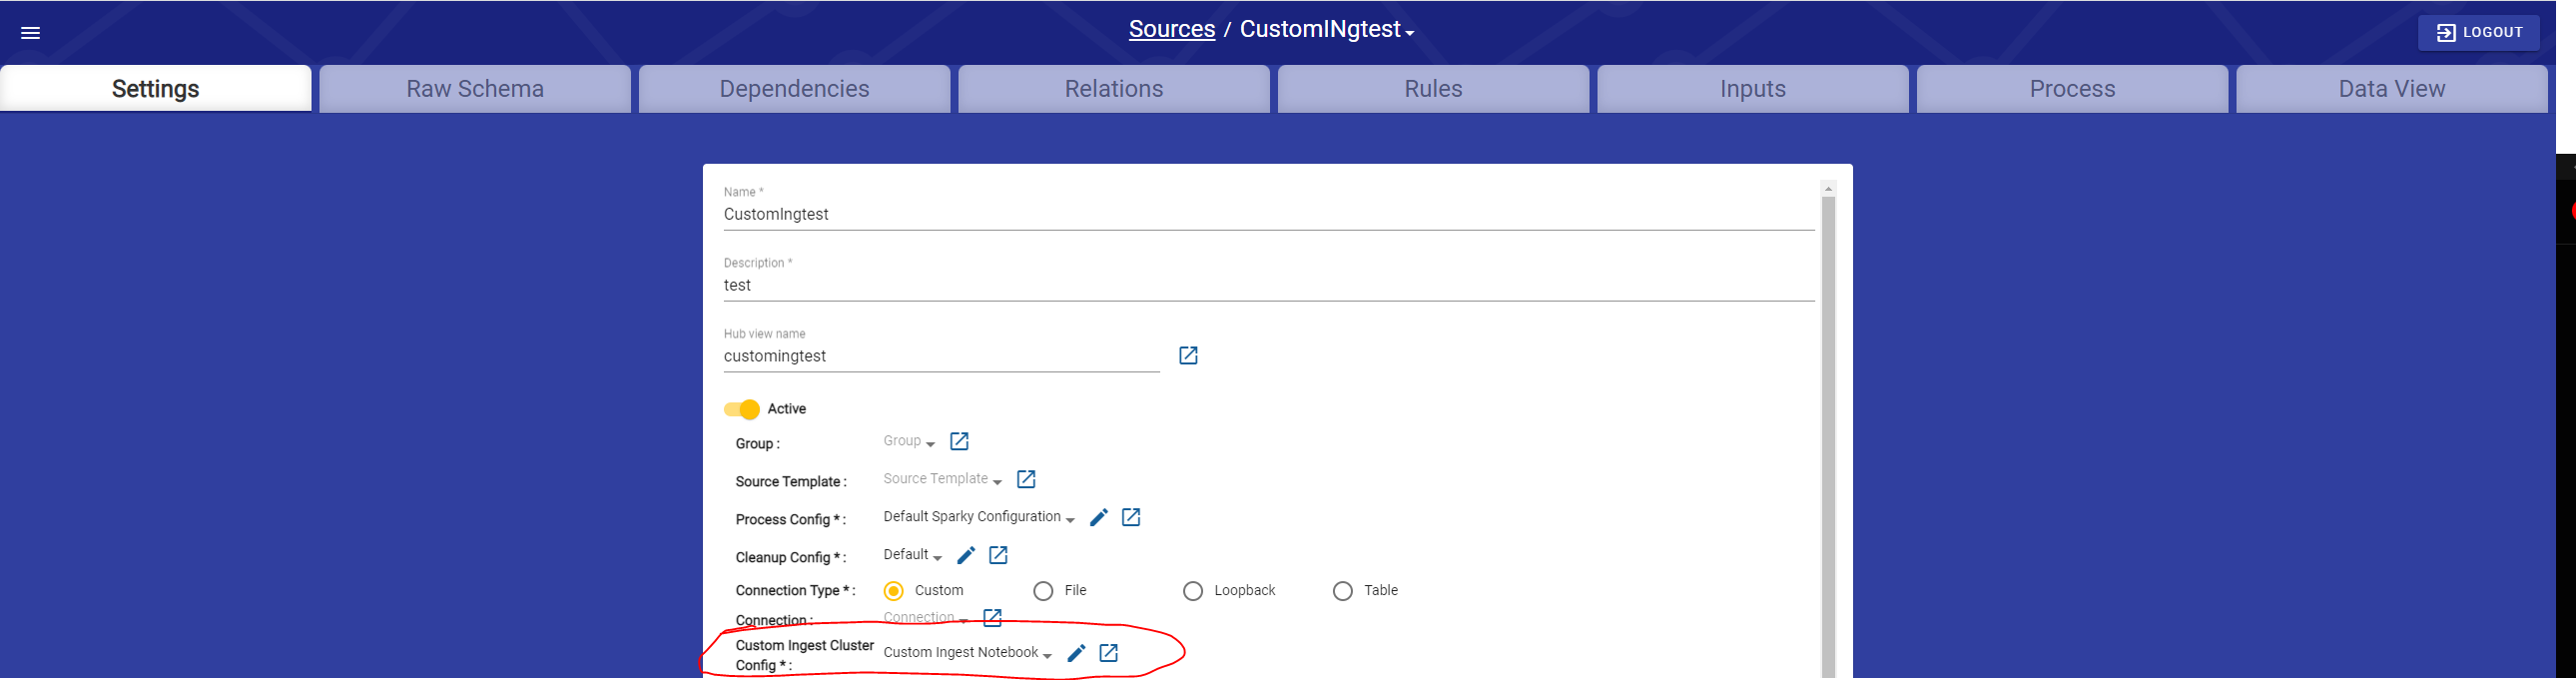 Sources / CustomINgtest
LOGOUT
Settings
Raw Schema
Dependencies
Relations
Rules
Inputs
Process
Data View
Name *
CustomIngtest
Description *
test
Hub view name
customingtest
Active
Group : Group
Source Template : Source Template
Process Config * : Default Sparky Configuration
Cleanup Config * : Default
Connection Type * : Custom File Loopback Table
Connection: Connection
Custom Ingest Cluster Custom Ingest Notebook
Config * :